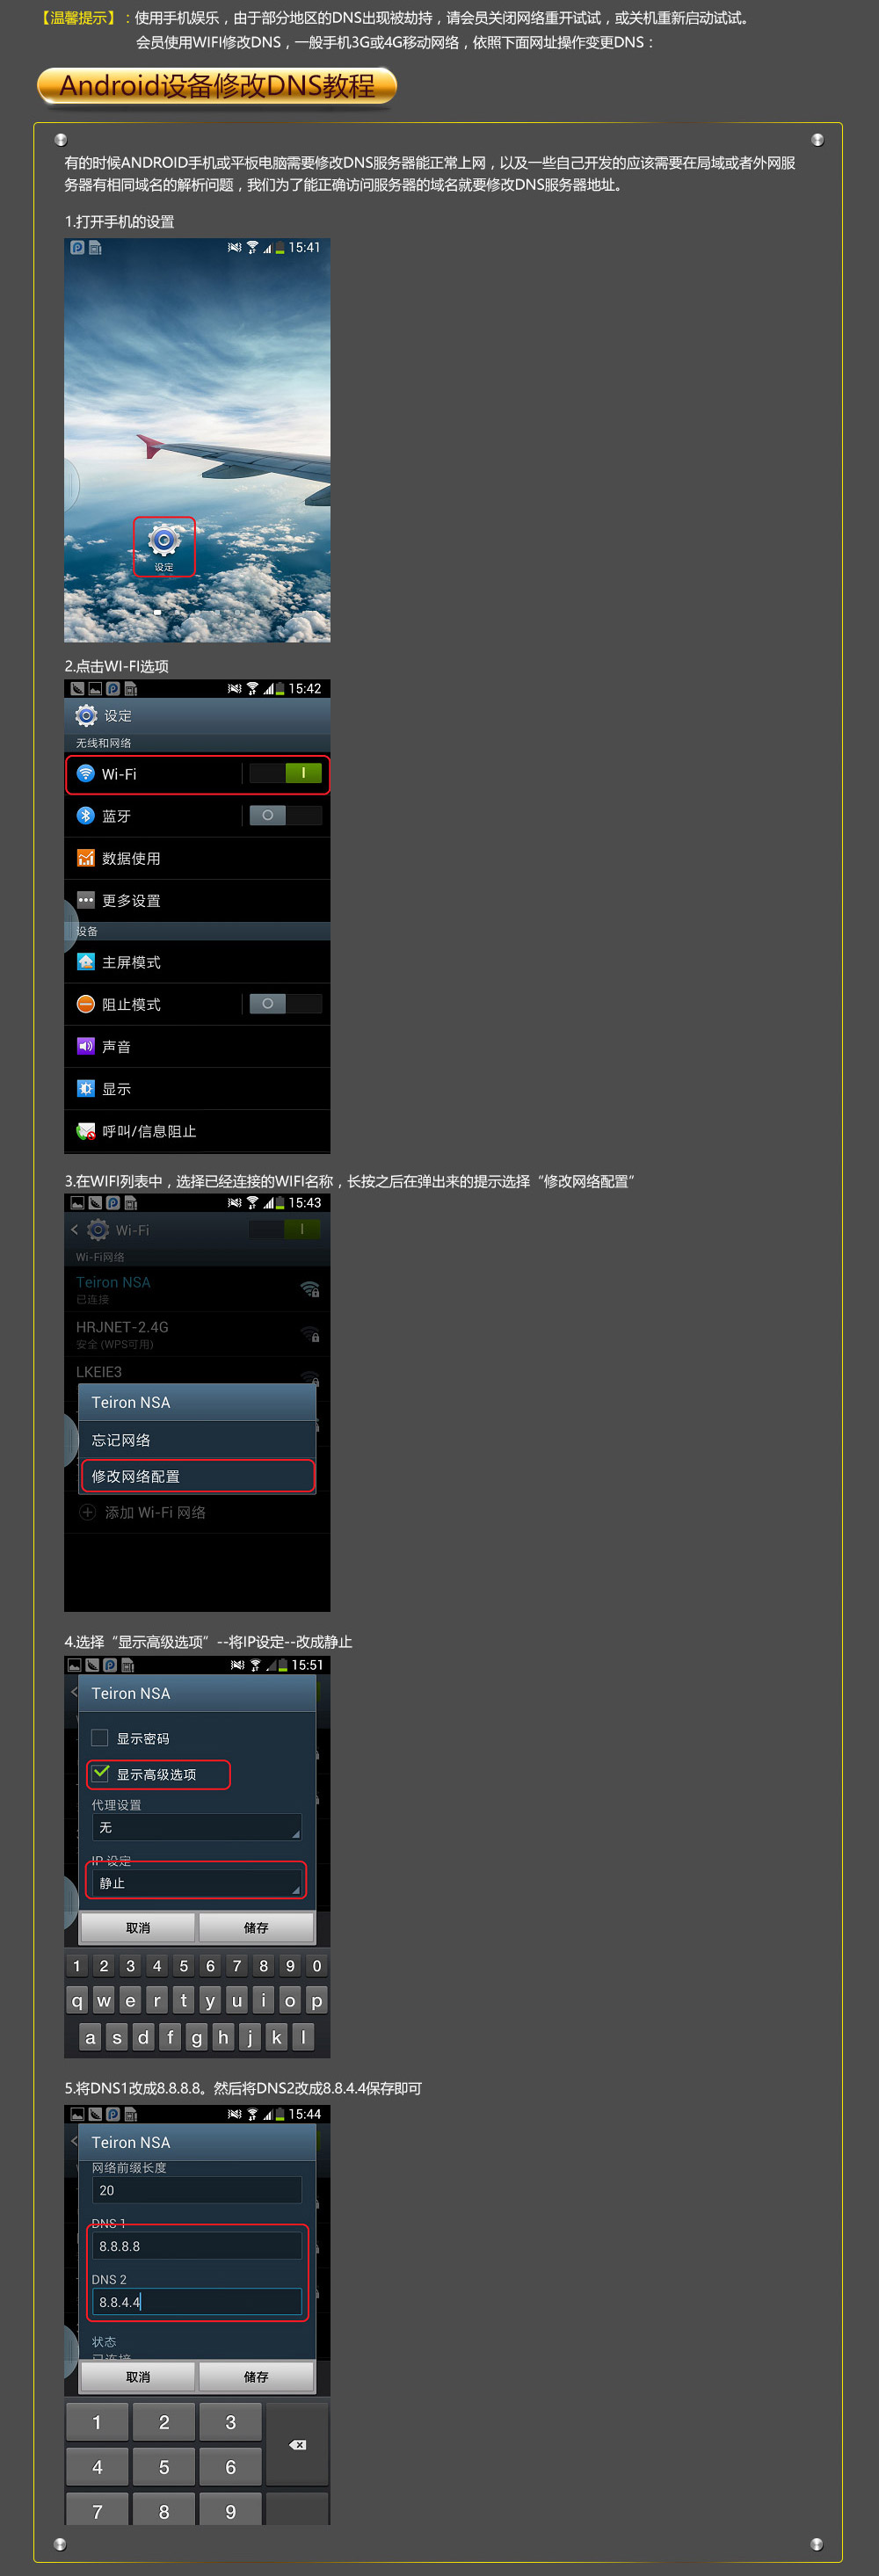 【温馨提示】：使用手机娱乐，由于部分地区的DNS出现被劫持，请会员关闭网络重开试试，或关机重新启动试试。
会员使用WIFI修改DNS，一般手机3G或4G移动网络，依照下面网址操作变更DNS：
Android设备修改DNS教程
有的时候ANDROID手机或平板电脑需要修改DNS服务器能正常上网，以及一些自己开发的应该需要在局域或者外网服
务器有相同域名的解析问题，我们为了能正确访问服务器的域名就要修改DNS服务器地址。
1.打开手机的设置
15:41
设定
2.点击WI-FI选项
15:42
设定
无线和网络
Wi-Fi
蓝牙
数据使用
更多设置
设备
主屏模式
阻止模式
声音
显示
呼叫/信息阻止
3.在WIFI列表中，选择已经连接的WIFI名称，长按之后在弹出来的提示选择“修改网络配置”
15:43
Wi-Fi
Wi-Fi网络
Teiron NSA
已连接
HRJNET-2.4G
安全 (WPS可用)
LKEIE3
Teiron NSA
忘记网络
修改网络配置
添加 Wi-Fi 网络
4.选择“显示高级选项”--将IP设定--改成静止
15:51
Teiron NSA
显示密码
显示高级选项
代理设置
无
IP 设定
静止
取消 储存
1 2 3 4 5 6 7 8 9 0
q w e r t y u i o p
a s d f g h j k l
5.将DNS1改成8.8.8.8。然后将DNS2改成8.8.4.4保存即可
15:44
Teiron NSA
网络前缀长度
20
DNS 1
8.8.8.8
DNS 2
8.8.4.4
状态
已连接
取消 储存
1 2 3
4 5 6
7 8 9